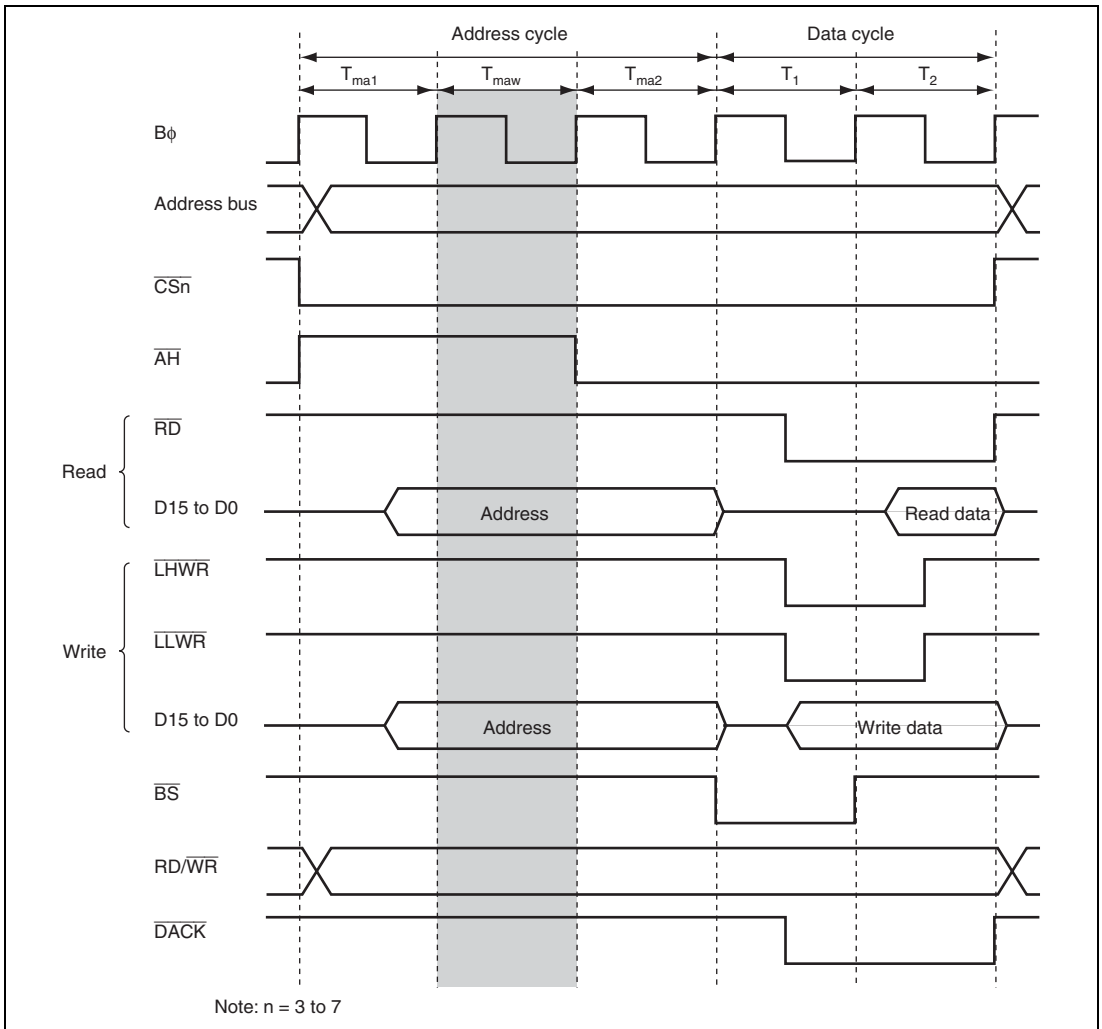 Address cycle
Data cycle
Tma1
Tmaw
Tma2
T1
T2
Bφ
Address bus
CSn
AH
Read
RD
D15 to D0
Address
Read data
Write
LHWR
LLWR
D15 to D0
Address
Write data
BS
RD/WR
DACK
Note: n = 3 to 7